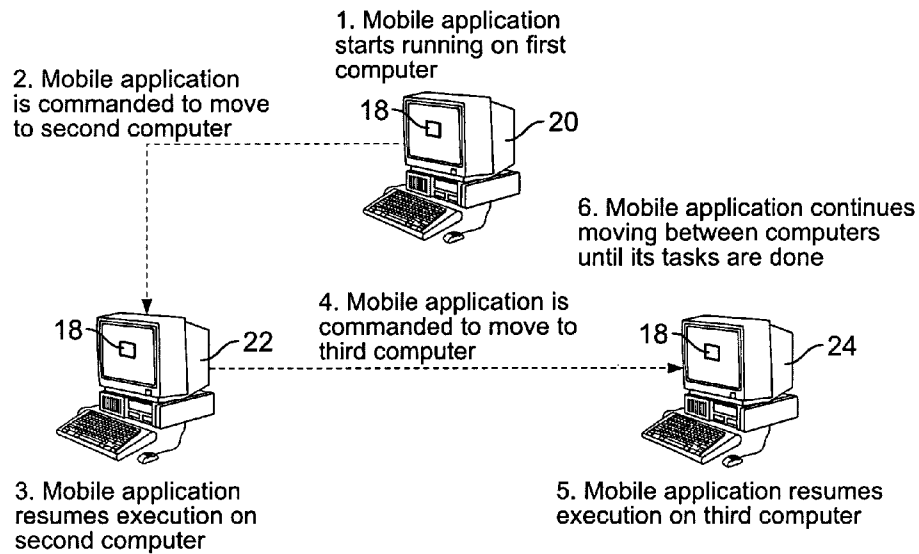 1. Mobile application
starts running on first
computer
2. Mobile application
is commanded to move
to second computer
18
20
6. Mobile application continues
moving between computers
until its tasks are done
4. Mobile application is
commanded to move to
third computer
18
22
18
24
3. Mobile application
resumes execution on
second computer
5. Mobile application resumes
execution on third computer